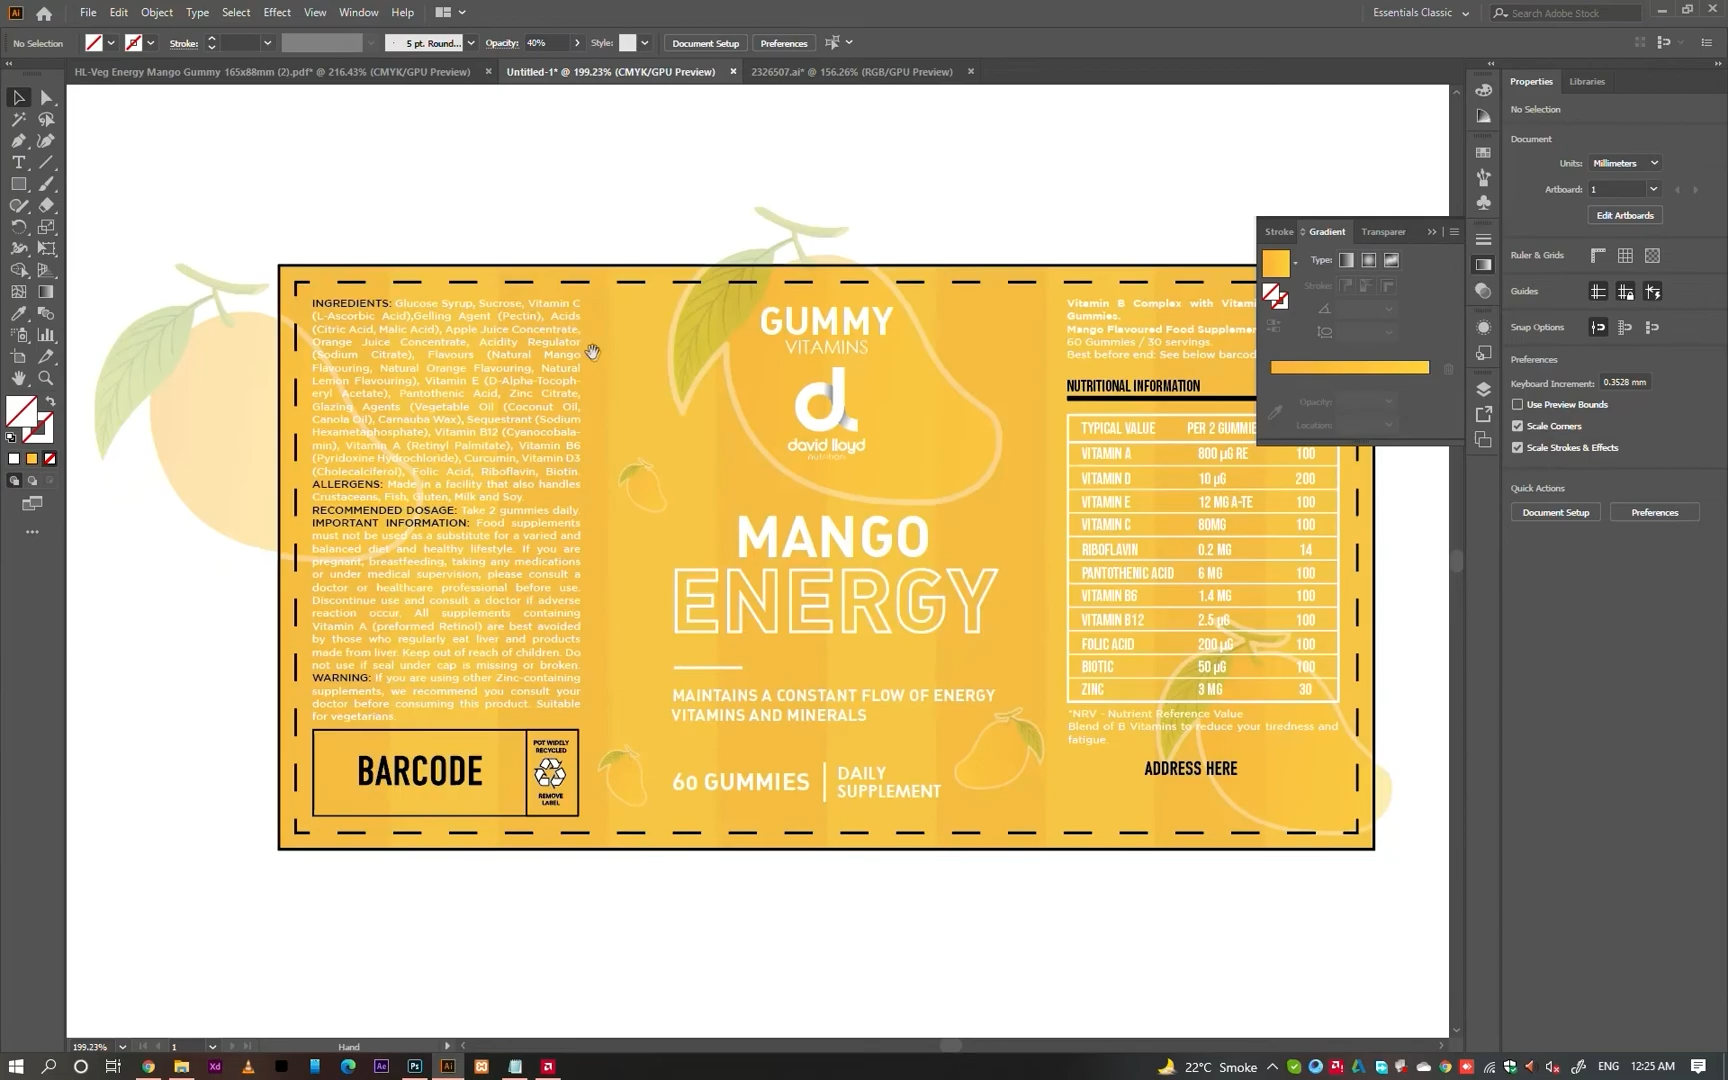 File Edit Object Type Select Effect View Window Help
Essentials Classic
Search Adobe Stock
No Selection
Stroke:
5 pt. Round...
Opacity: 40%
Style:
Document Setup
Preferences
HL-Veg Energy Mango Gummy 165x88mm (2).pdf* @ 216.43% (CMYK/GPU Preview)
Untitled-1* @ 199.23% (CMYK/GPU Preview)
2326507.ai* @ 156.26% (RGB/GPU Preview)
INGREDIENTS: Glucose Syrup, Sucrose, Vitamin C
(L-Ascorbic Acid),Gelling Agent (Pectin), Acids
(Citric Acid, Malic Acid), Apple Juice Concentrate,
Orange Juice Concentrate, Acidity Regulator
(Sodium Citrate), Flavours (Natural Mango
Flavouring, Natural Orange Flavouring, Natural
Lemon Flavouring), Vitamin E (D-Alpha-Tocoph-
eryl Acetate), Pantothenic Acid, Zinc Citrate,
Glazing Agents (Vegetable Oil (Coconut Oil,
Canola Oil), Carnauba Wax), Sequestrant (Sodium
Hexametaphosphate), Vitamin B12 (Cyanocobala-
min), Vitamin A (Retinyl Palmitate), Vitamin B6
(Pyridoxine Hydrochloride), Curcumin, Vitamin D3
(Cholecalciferol), Folic Acid, Riboflavin, Biotin.
ALLERGENS: Made in a facility that also handles
Crustaceans, Fish, Gluten, Milk and Soy.
RECOMMENDED DOSAGE: Take 2 gummies daily.
IMPORTANT INFORMATION: Food supplements
must not be used as a substitute for a varied and
balanced diet and healthy lifestyle. If you are
pregnant, breastfeeding, taking any medications
or under medical supervision, please consult a
doctor or healthcare professional before use.
Discontinue use and consult a doctor if adverse
reaction occur. All supplements containing
Vitamin A (preformed Retinol) are best avoided
by those who regularly eat liver and products
made from liver. Keep out of reach of children. Do
not use if seal under cap is missing or broken.
WARNING: If you are using other Zinc-containing
supplements, we recommend you consult your
doctor before consuming this product. Suitable
for vegetarians.
BARCODE
POT WIDELY
RECYCLED
REMOVE
LABEL
GUMMY
VITAMINS
d
david lloyd
nutrition
MANGO
ENERGY
MAINTAINS A CONSTANT FLOW OF ENERGY
VITAMINS AND MINERALS
60 GUMMIES
DAILY
SUPPLEMENT
Vitamin B Complex with Vitami
Gummies.
Mango Flavoured Food Supplemen
60 Gummies / 30 servings.
Best before end: See below barcod
NUTRITIONAL INFORMATION
TYPICAL VALUE PER 2 GUMMIE
VITAMIN A 800 µG RE 100
VITAMIN D 10 µG 200
VITAMIN E 12 MG A-TE 100
VITAMIN C 80MG 100
RIBOFLAVIN 0.2 MG 14
PANTOTHENIC ACID 6 MG 100
VITAMIN B6 1.4 MG 100
VITAMIN B12 2.5 µG 100
FOLIC ACID 200 µG 100
BIOTIC 50 µG 100
ZINC 3 MG 30
*NRV - Nutrient Reference Value
Blend of B Vitamins to reduce your tiredness and
fatigue.
ADDRESS HERE
Stroke Gradient Transparer
Type:
Stroke:
Opacity:
Location:
Properties Libraries
No Selection
Document
Units: Millimeters
Artboard: 1
Edit Artboards
Ruler & Grids
Guides
Snap Options
Preferences
Keyboard Increment: 0.3528 mm
Use Preview Bounds
Scale Corners
Scale Strokes & Effects
Quick Actions
Document Setup
Preferences
199.23%
1
Hand
Ai
Xd
Ae
Ps
Ai
22°C Smoke
ENG
12:25 AM